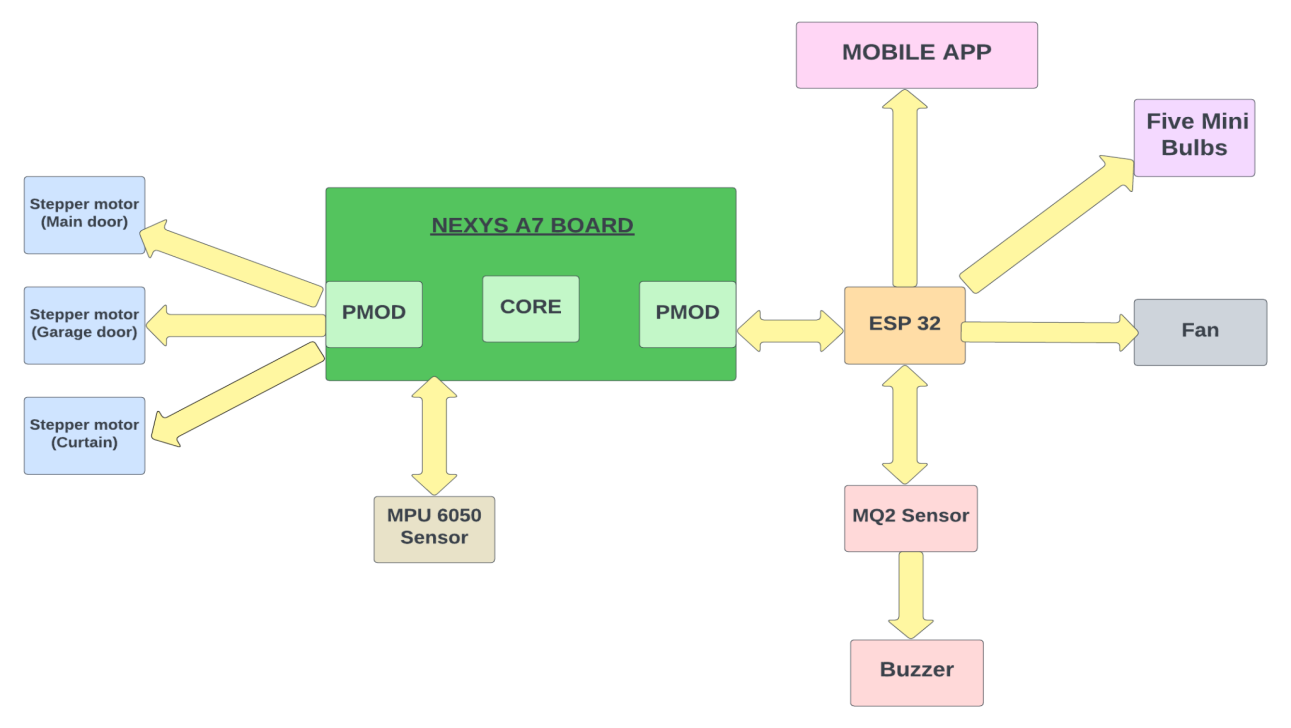 MOBILE APP
Five Mini
Bulbs
Stepper motor
(Main door)
NEXYS A7 BOARD
Stepper motor
(Garage door)
PMOD
CORE
PMOD
ESP 32
Fan
Stepper motor
(Curtain)
MPU 6050
Sensor
MQ2 Sensor
Buzzer